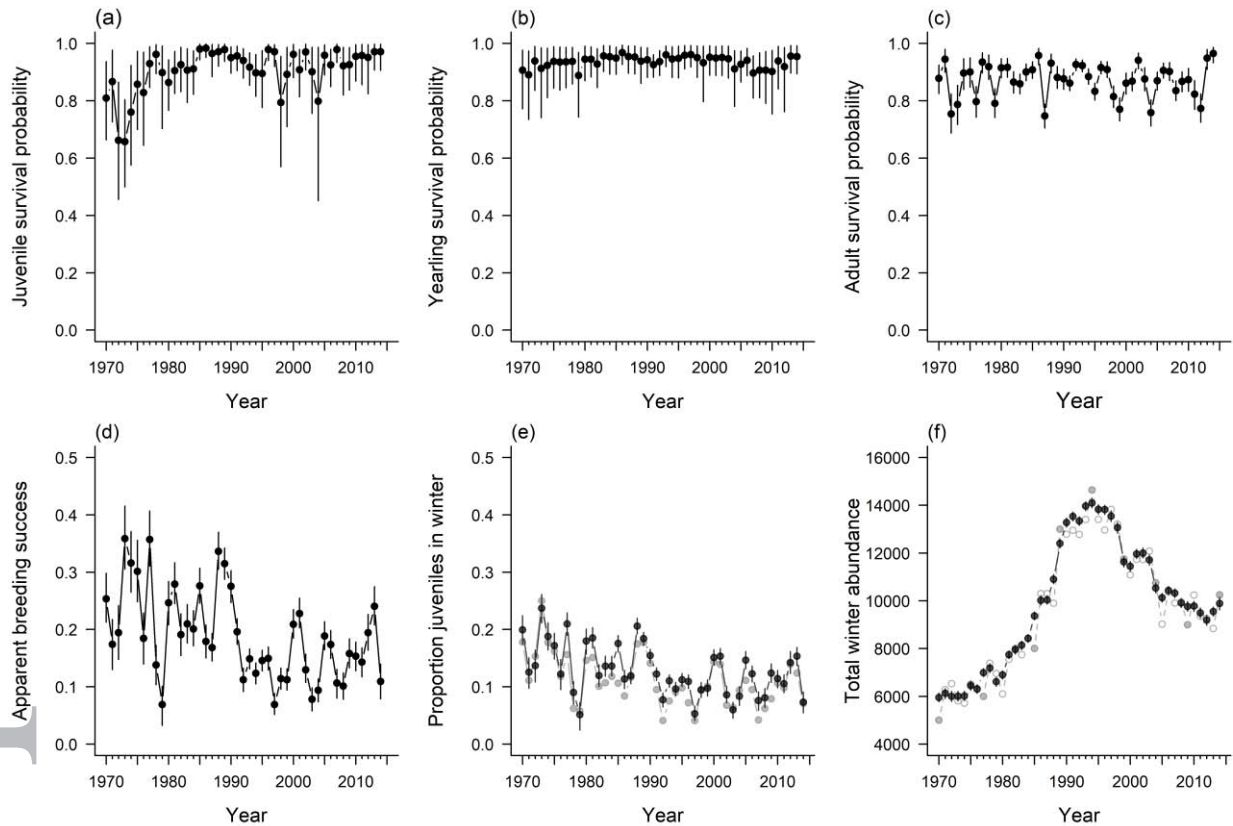 (a)
Juvenile survival probability
1.0
0.8
0.6
0.4
0.2
0.0
1970 1980 1990 2000 2010
Year
(b)
Yearling survival probability
1.0
0.8
0.6
0.4
0.2
0.0
1970 1980 1990 2000 2010
Year
(c)
Adult survival probability
1.0
0.8
0.6
0.4
0.2
0.0
1970 1980 1990 2000 2010
Year
(d)
Apparent breeding success
0.5
0.4
0.3
0.2
0.1
0.0
1970 1980 1990 2000 2010
Year
(e)
Proportion juveniles in winter
0.5
0.4
0.3
0.2
0.1
0.0
1970 1980 1990 2000 2010
Year
(f)
Total winter abundance
16000
14000
12000
10000
8000
6000
4000
1970 1980 1990 2000 2010
Year